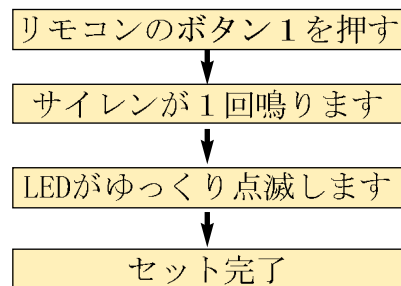 リモコンのボタン１を押す
サイレンが１回鳴ります
LEDがゆっくり点滅します
セット完了